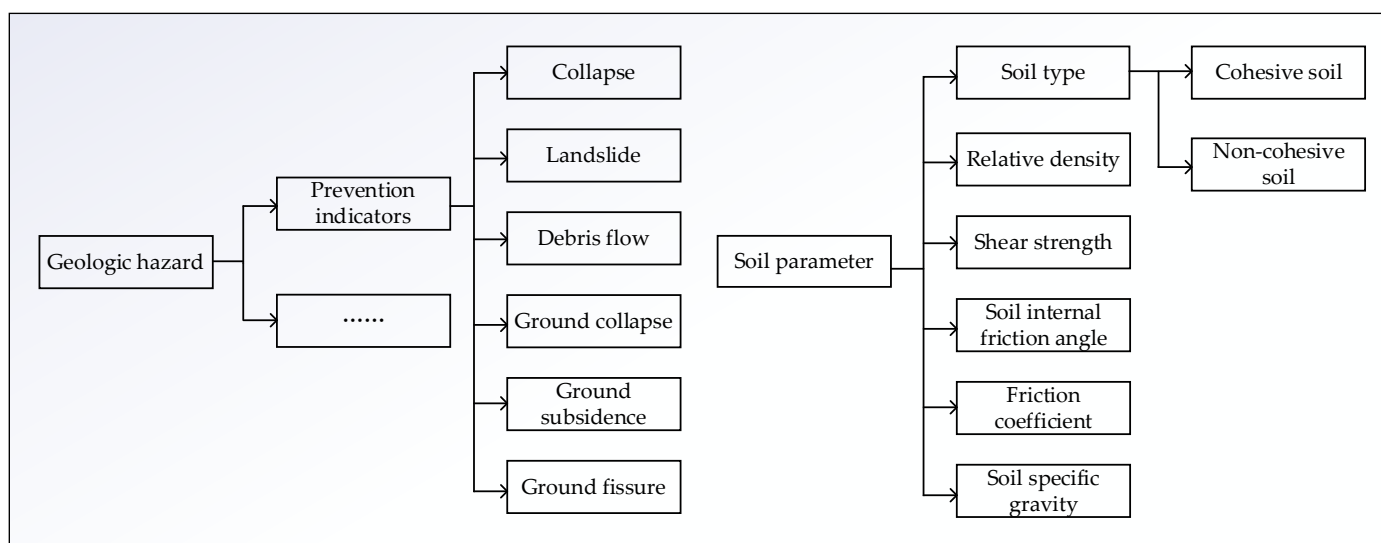 Geologic hazard
Prevention
indicators
......
Collapse
Landslide
Debris flow
Ground collapse
Ground
subsidence
Ground fissure
Soil parameter
Soil type
Relative density
Shear strength
Soil internal
friction angle
Friction
coefficient
Soil specific
gravity
Cohesive soil
Non-cohesive
soil